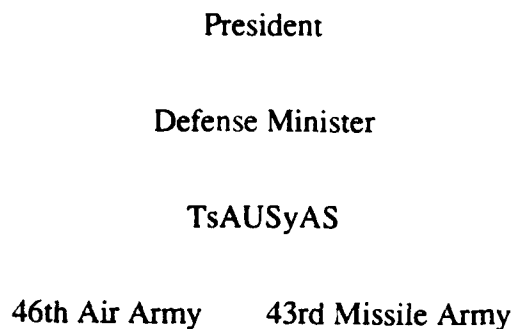 President
Defense Minister
TsAUSyAS
46th Air Army 43rd Missile Army